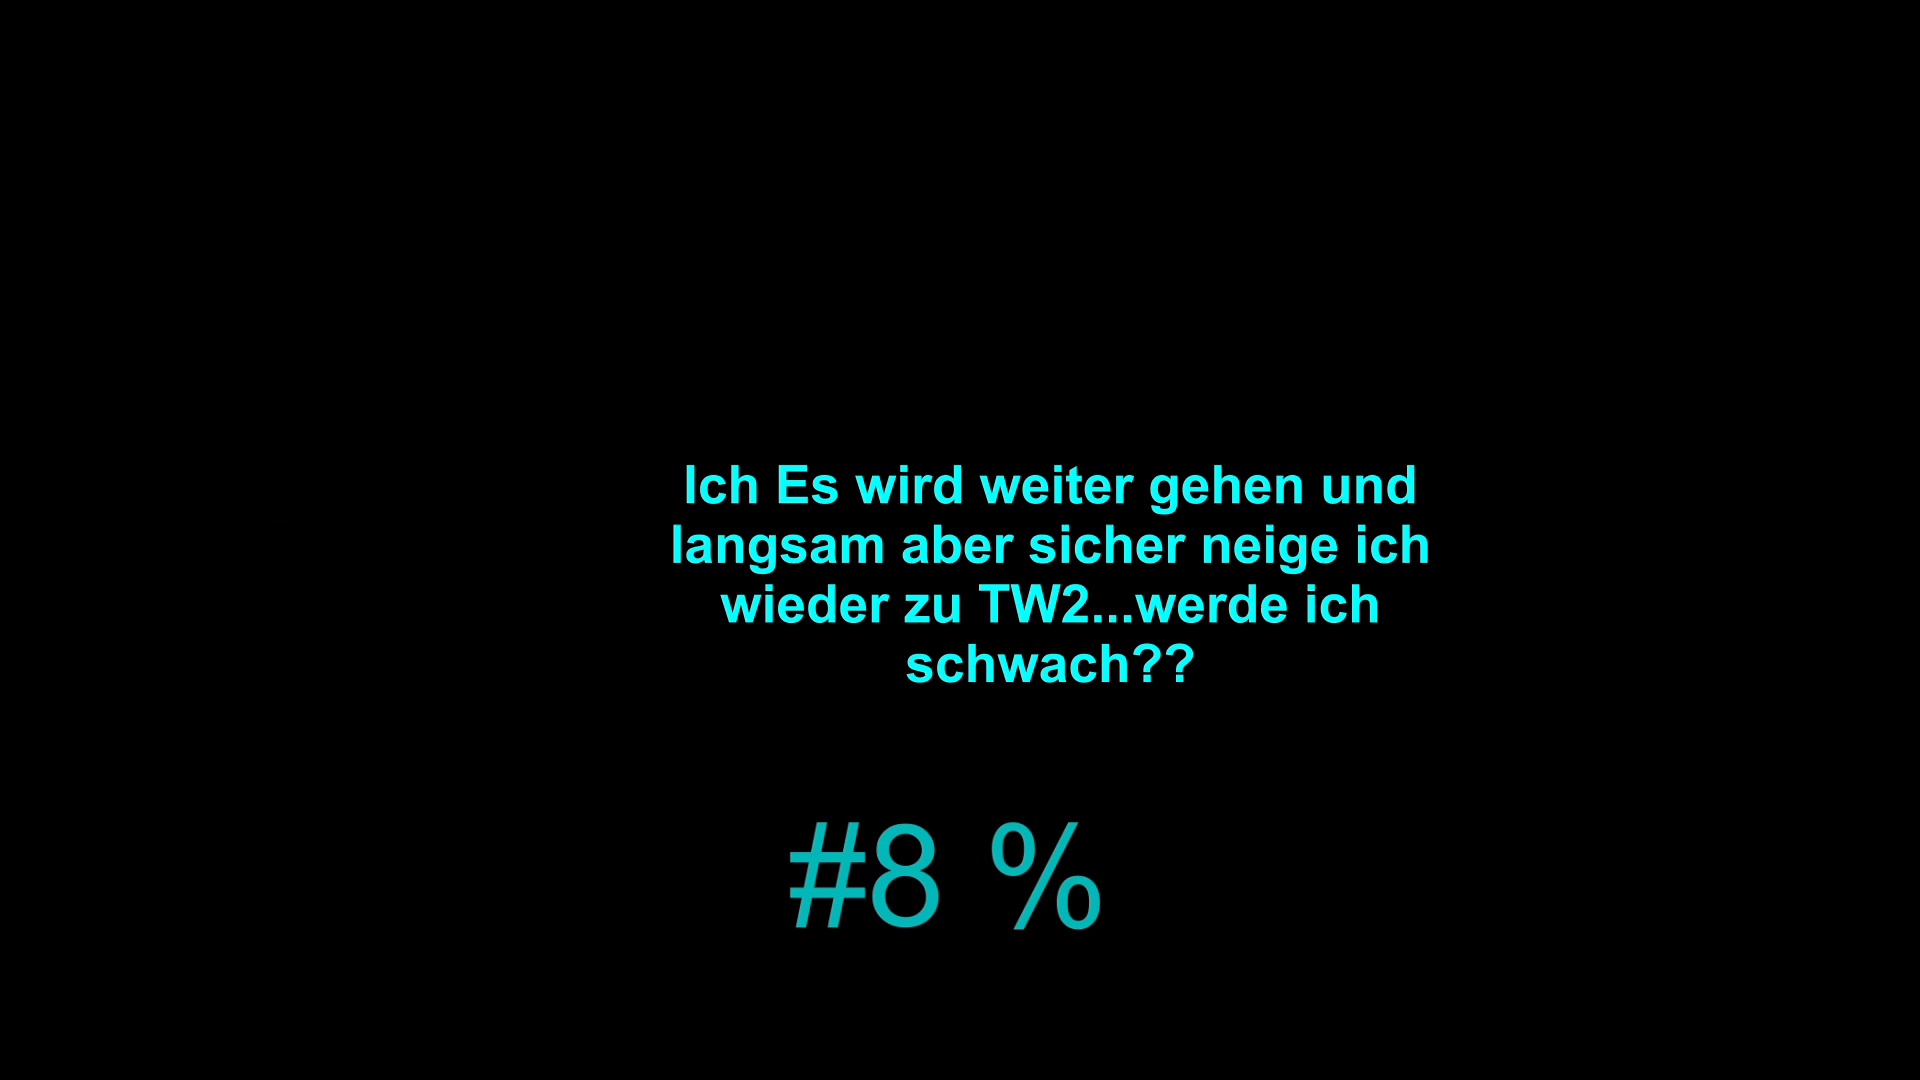 Ich Es wird weiter gehen und
langsam aber sicher neige ich
wieder zu TW2...werde ich
schwach??
#8 %